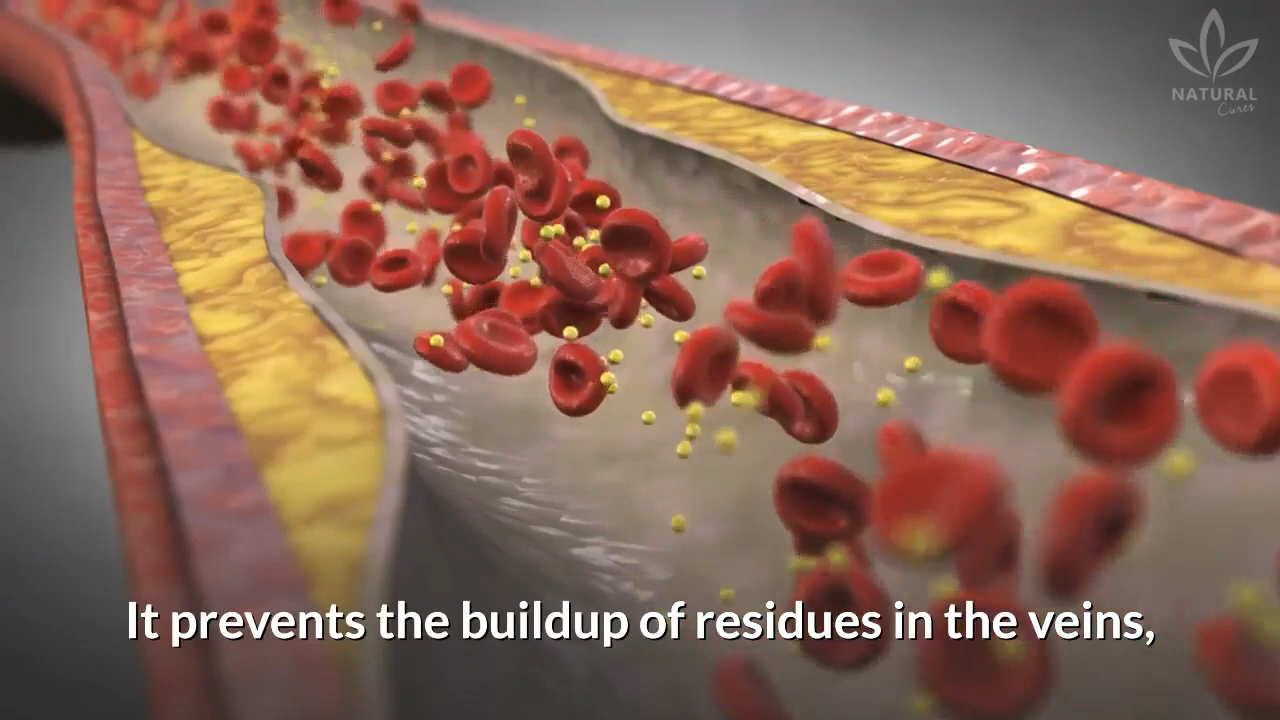 NATURAL
Cures
It prevents the buildup of residues in the veins,